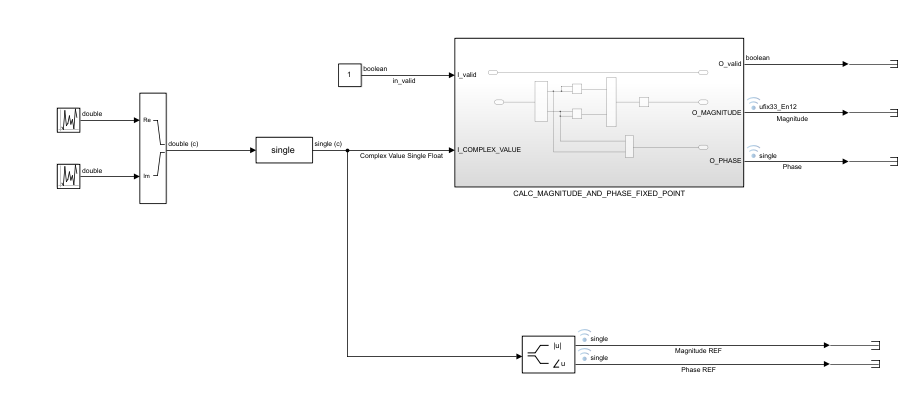 boolean
1
in_valid
I_valid
O_valid
boolean
double
Re
ufix33_En12
O_MAGNITUDE
Magnitude
double (c)
single
single (c)
Complex Value Single Float
I_COMPLEX_VALUE
single
O_PHASE
Phase
double
Im
CALC_MAGNITUDE_AND_PHASE_FIXED_POINT
single
|u|
Magnitude REF
single
∠u
Phase REF